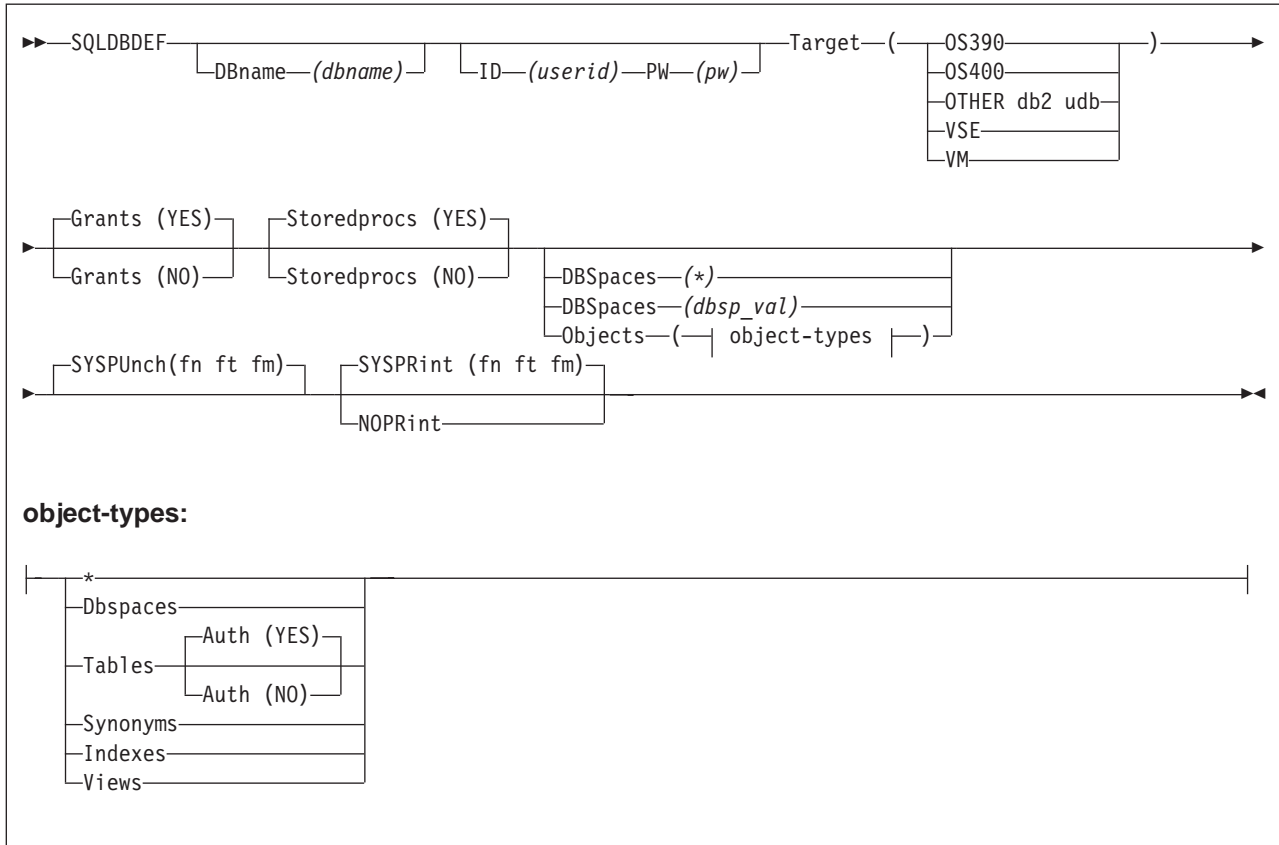 SQLDBDEF Target ( OS390 )
DBname (dbname) ID (userid) PW (pw) OS400
OTHER db2 udb
VSE
VM
Grants (YES) Storedprocs (YES)
Grants (NO) Storedprocs (NO) DBSpaces (*)
DBSpaces (dbsp_val)
Objects ( object-types )
SYSPUnch(fn ft fm) SYSPRint (fn ft fm)
NOPRint
object-types:
*
Dbspaces
Auth (YES)
Tables
Auth (NO)
Synonyms
Indexes
Views